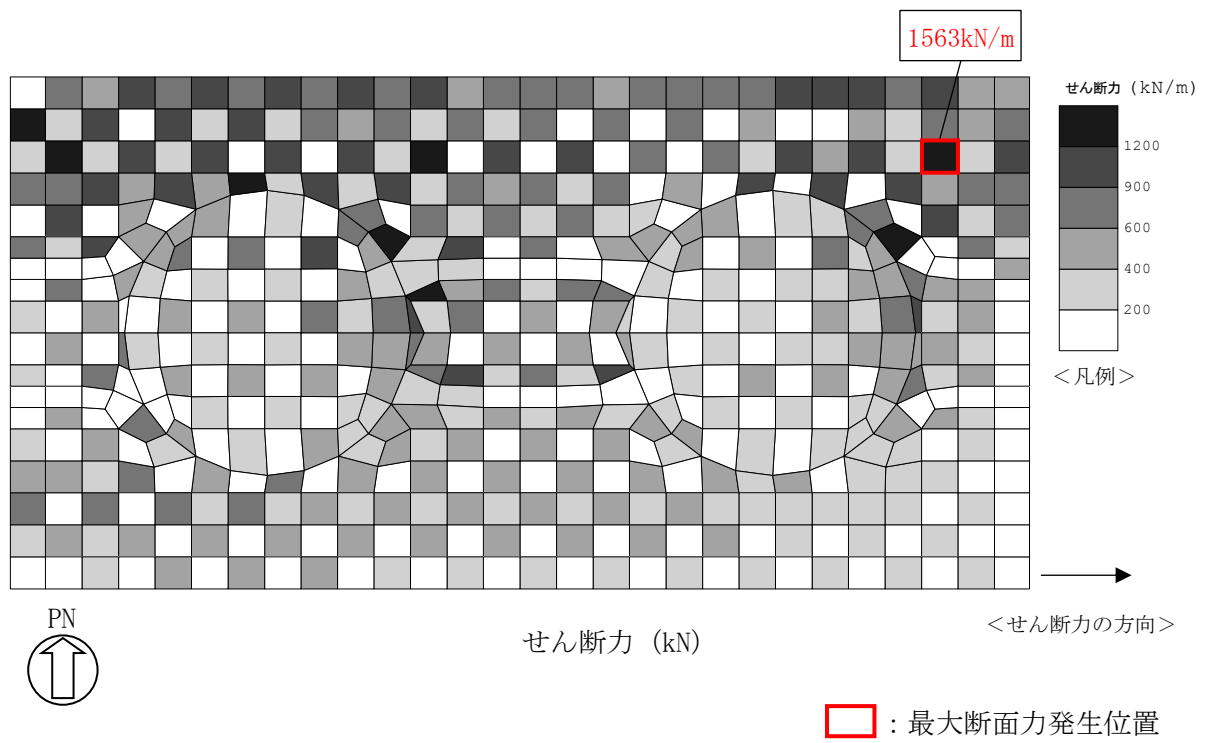 1563kN/m
せん断力 (kN/m)
1200
900
600
400
200
＜凡例＞
PN
せん断力 (kN)
＜せん断力の方向＞
：最大断面力発生位置